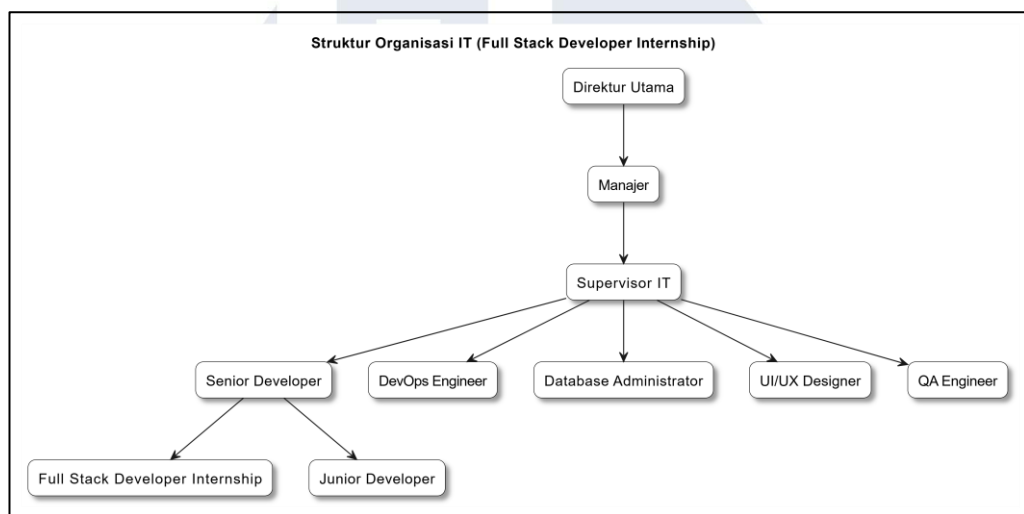 Struktur Organisasi IT (Full Stack Developer Internship)
Direktur Utama
Manajer
Supervisor IT
Senior Developer
DevOps Engineer
Database Administrator
UI/UX Designer
QA Engineer
Full Stack Developer Internship
Junior Developer